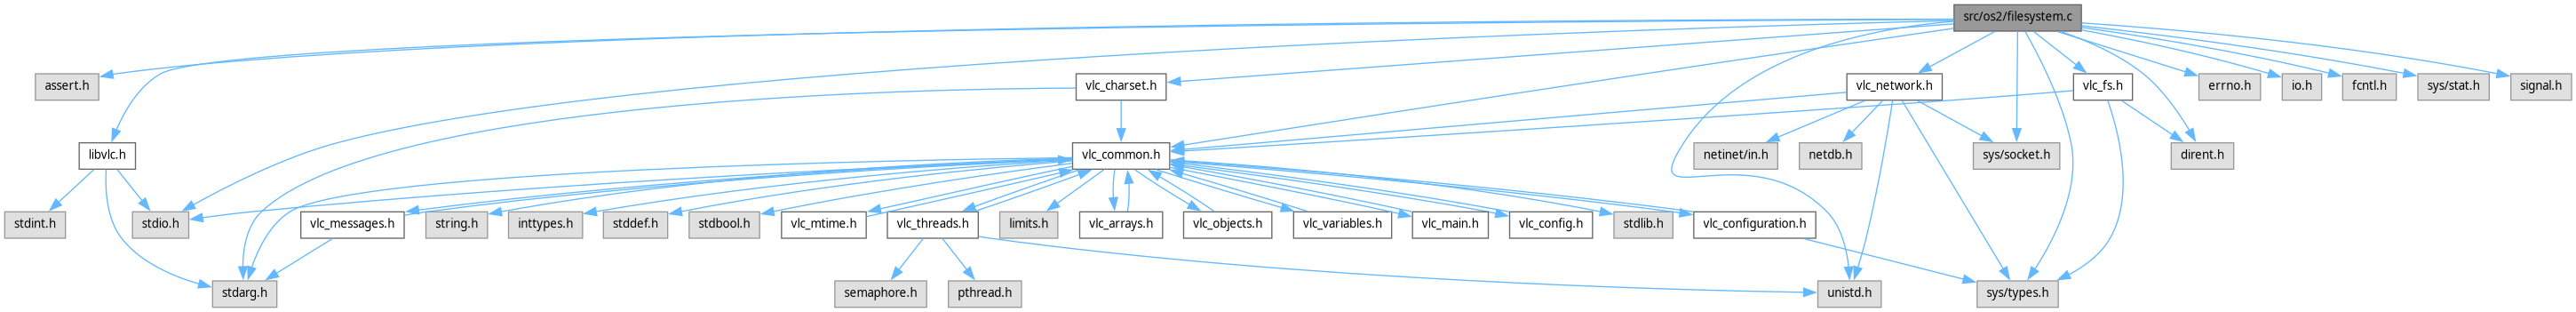 src/os2/filesystem.c
assert.h
vlc_charset.h
vlc_network.h
vlc_fs.h
errno.h
io.h
fcntl.h
sys/stat.h
signal.h
libvlc.h
vlc_common.h
netinet/in.h
netdb.h
sys/socket.h
dirent.h
stdint.h
stdio.h
vlc_messages.h
string.h
inttypes.h
stddef.h
stdbool.h
vlc_mtime.h
vlc_threads.h
limits.h
vlc_arrays.h
vlc_objects.h
vlc_variables.h
vlc_main.h
vlc_config.h
stdlib.h
vlc_configuration.h
stdarg.h
semaphore.h
pthread.h
unistd.h
sys/types.h